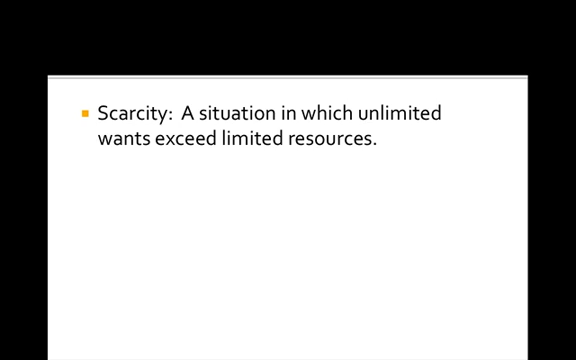 Scarcity:  A situation in which unlimited
wants exceed limited resources.